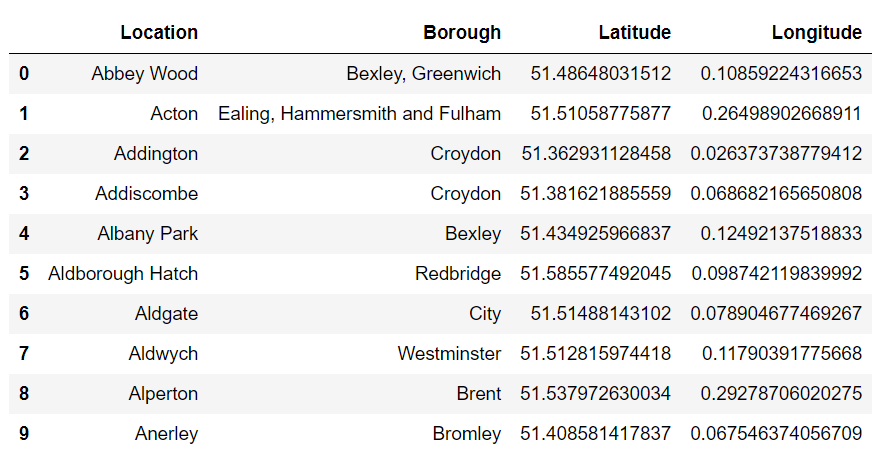 Location Borough Latitude Longitude
0 Abbey Wood Bexley, Greenwich 51.48648031512 0.10859224316653
1 Acton Ealing, Hammersmith and Fulham 51.51058775877 0.26498902668911
2 Addington Croydon 51.362931128458 0.026373738779412
3 Addiscombe Croydon 51.381621885559 0.068682165650808
4 Albany Park Bexley 51.434925966837 0.12492137518833
5 Aldborough Hatch Redbridge 51.585577492045 0.098742119839992
6 Aldgate City 51.51488143102 0.078904677469267
7 Aldwych Westminster 51.512815974418 0.11790391775668
8 Alperton Brent 51.537972630034 0.29278706020275
9 Anerley Bromley 51.408581417837 0.067546374056709